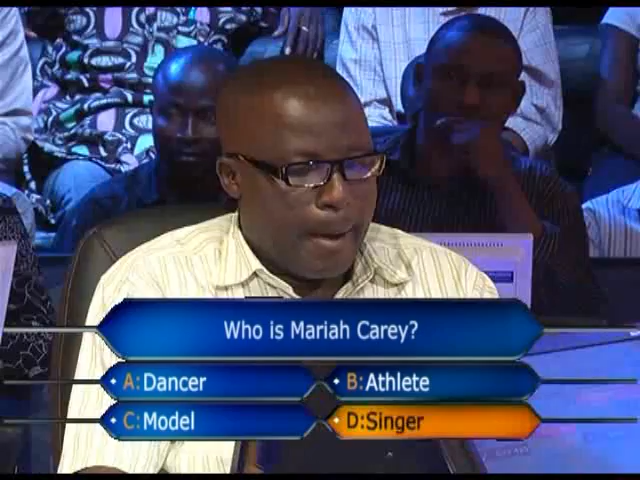 Who is Mariah Carey?
A: Dancer
B: Athlete
C: Model
D: Singer